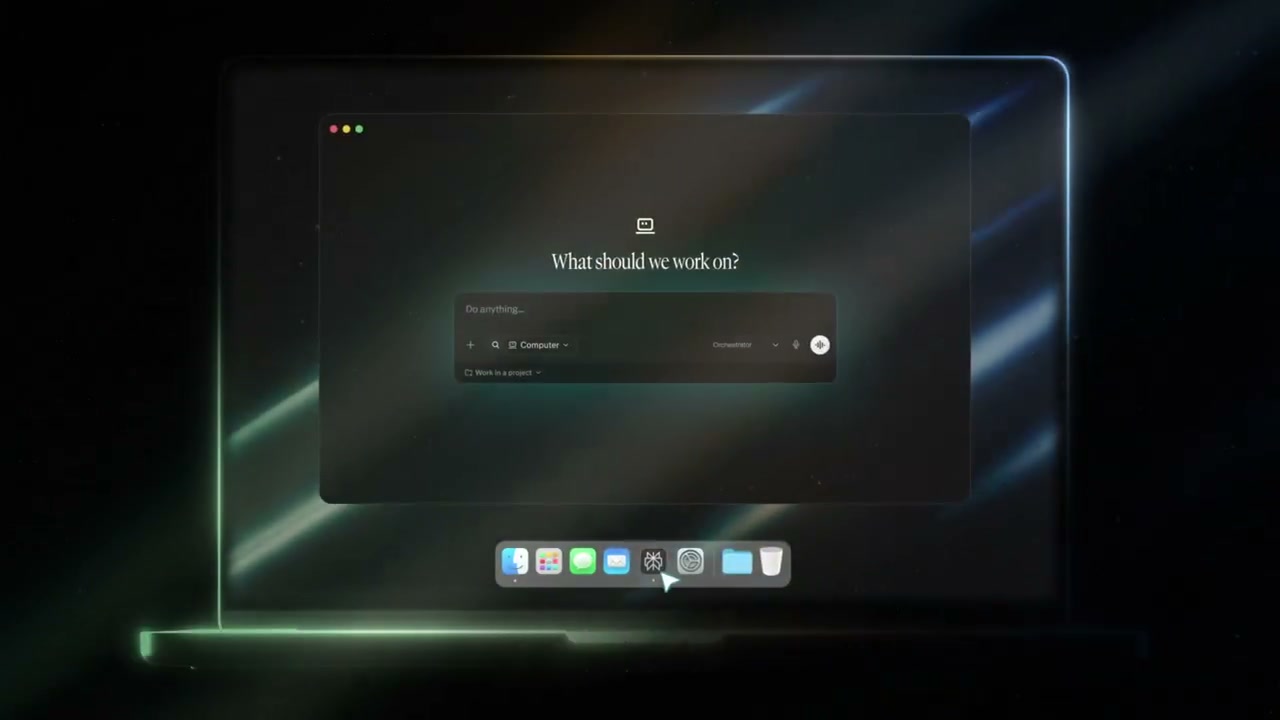 What should we work on?
Do anything...
Computer
Orchestrator
Work in a project